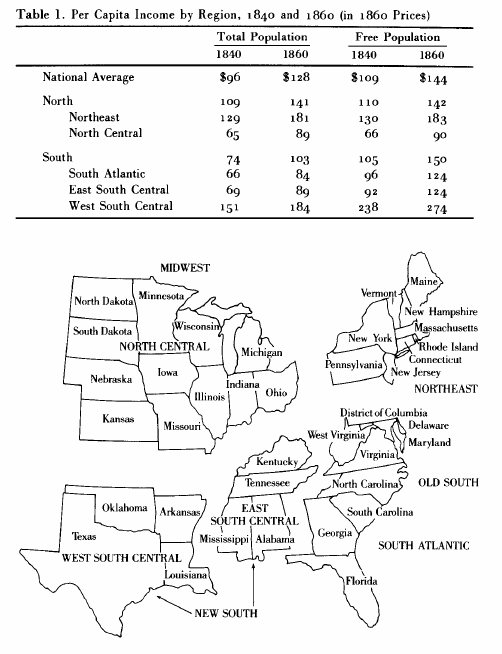 Table 1. Per Capita Income by Region, 1840 and 1860 (in 1860 Prices)
Total Population Free Population
1840 1860 1840 1860
National Average $96 $128 $109 $144
North 109 141 110 142
Northeast 129 181 130 183
North Central 65 89 66 90
South 74 103 105 150
South Atlantic 66 84 96 124
East South Central 69 89 92 124
West South Central 151 184 238 274
MIDWEST
North Dakota
Minnesota
South Dakota
Wisconsin
NORTH CENTRAL
Michigan
Nebraska
Iowa
Illinois
Indiana
Ohio
Kansas
Missouri
Maine
Vermont
New Hampshire
Massachusetts
New York
Rhode Island
Connecticut
Pennsylvania
New Jersey
NORTHEAST
District of Columbia
Delaware
West Virginia
Maryland
Virginia
Kentucky
Tennessee
North Carolina
OLD SOUTH
EAST
SOUTH CENTRAL
South Carolina
Mississippi
Alabama
Georgia
SOUTH ATLANTIC
Florida
Oklahoma
Arkansas
Texas
WEST SOUTH CENTRAL
Louisiana
NEW SOUTH